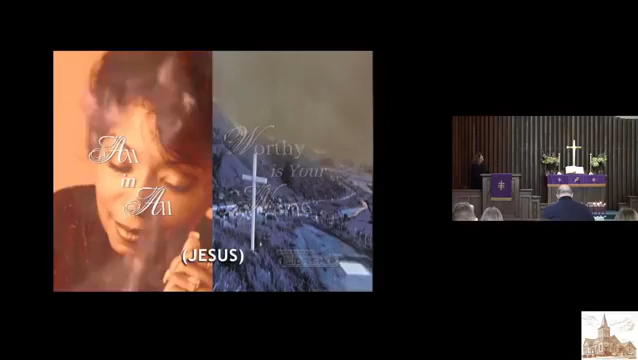 All
in
All
Worthy
is Your
Name
(JESUS)